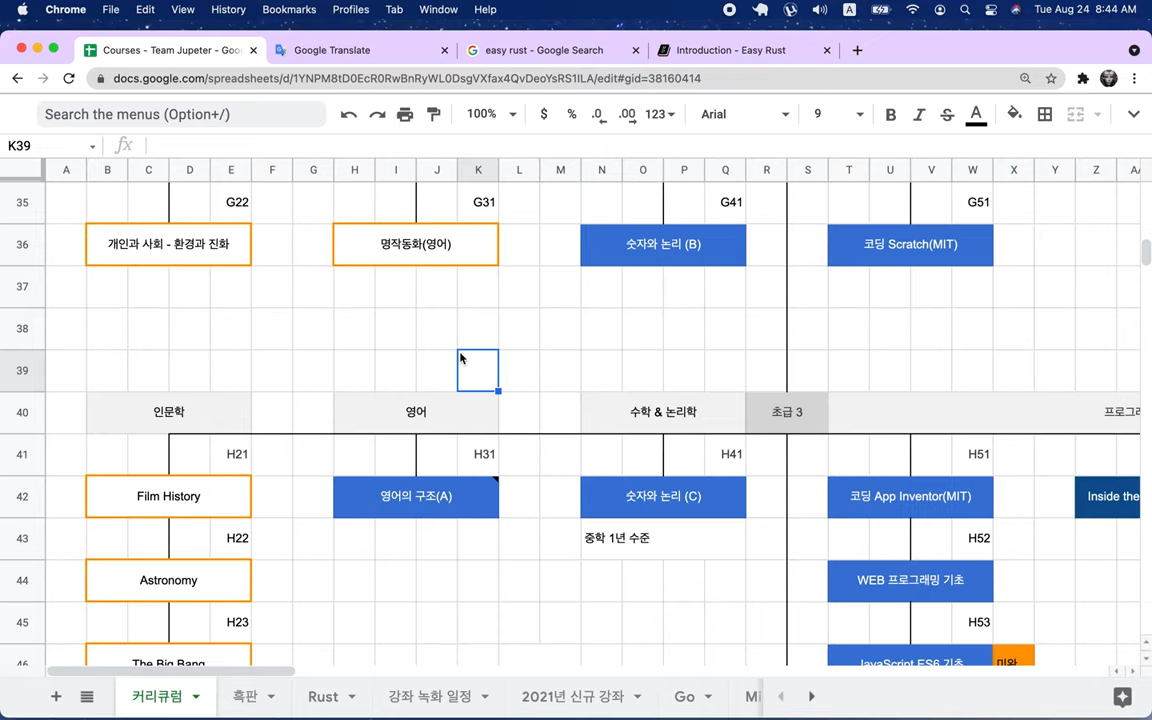 Chrome File Edit View History Bookmarks Profiles Tab Window Help A Tue Aug 24 8:44 AM
Courses - Team Jupeter - Goo Google Translate easy rust - Google Search Introduction - Easy Rust
docs.google.com/spreadsheets/d/1YNPM8tD0EcR0RwBnRyWL0DsgVXfax4QvDeoYsRS1ILA/edit#gid=38160414
Search the menus (Option+/) 100% $ % .0 .00 123 Arial 9 B I S A
K39 fx
A B C D E F G H I J K L M N O P Q R S T U V W X Y Z
35 G22 G31 G41 G51
36 개인과 사회 - 환경과 진화 명작동화(영어) 숫자와 논리 (B) 코딩 Scratch(MIT)
37
38
39
40 인문학 영어 수학 & 논리학 초급 3
41 H21 H31 H41 H51
42 Film History 영어의 구조(A) 숫자와 논리 (C) 코딩 App Inventor(MIT) Inside the
43 H22 중학 1년 수준 H52
44 Astronomy WEB 프로그래밍 기초
45 H23 H53
46 The Big Bang JavaScript ES6 기초 미완
커리큐럼 흑판 Rust 강좌 녹화 일정 2021년 신규 강좌 Go